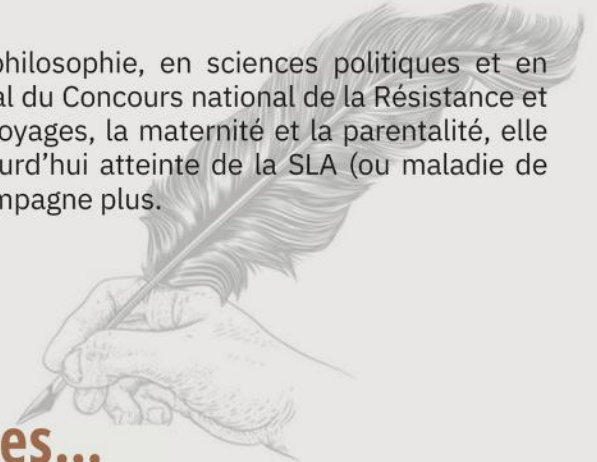 philosophie, en sciences politiques et en
al du Concours national de la Résistance et
oyages, la maternité et la parentalité, elle
urd’hui atteinte de la SLA (ou maladie de
mpagne plus.
es...